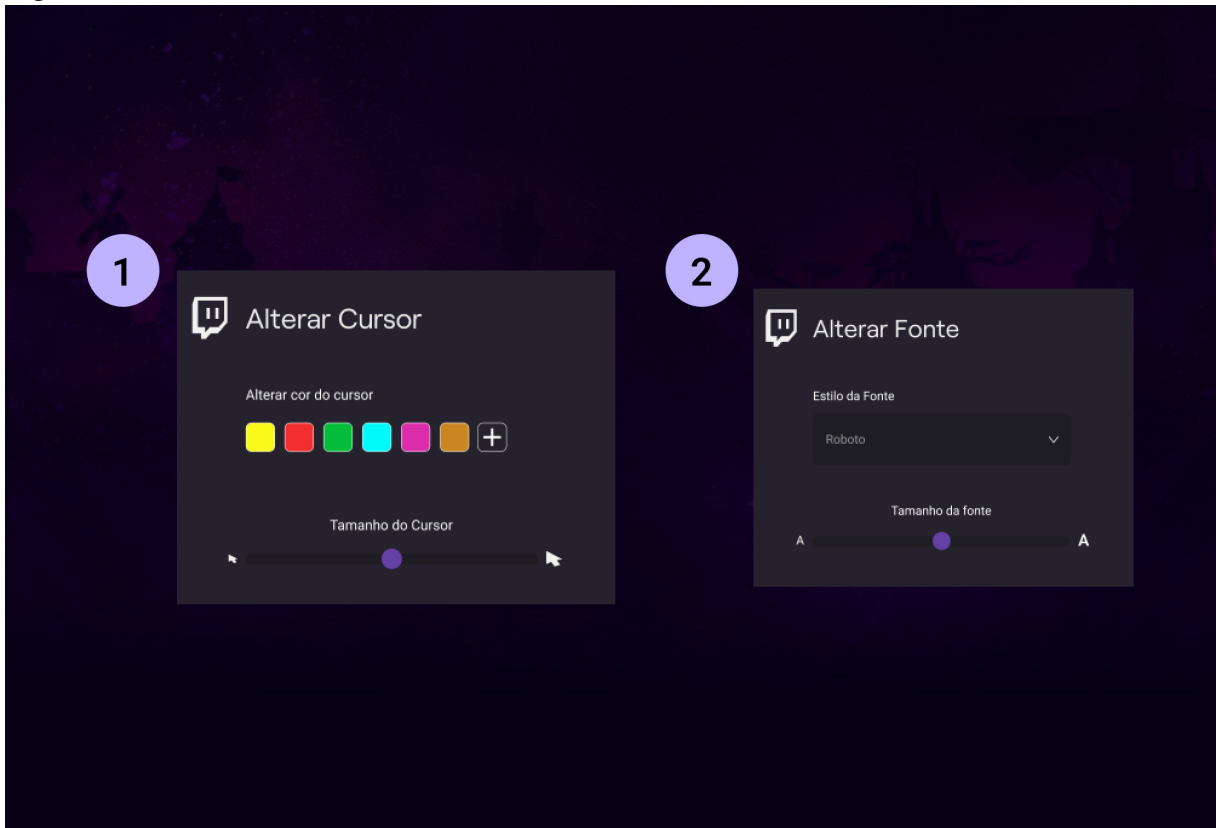 1
Alterar Cursor
Alterar cor do cursor
Tamanho do Cursor
2
Alterar Fonte
Estilo da Fonte
Roboto
Tamanho da fonte
A A